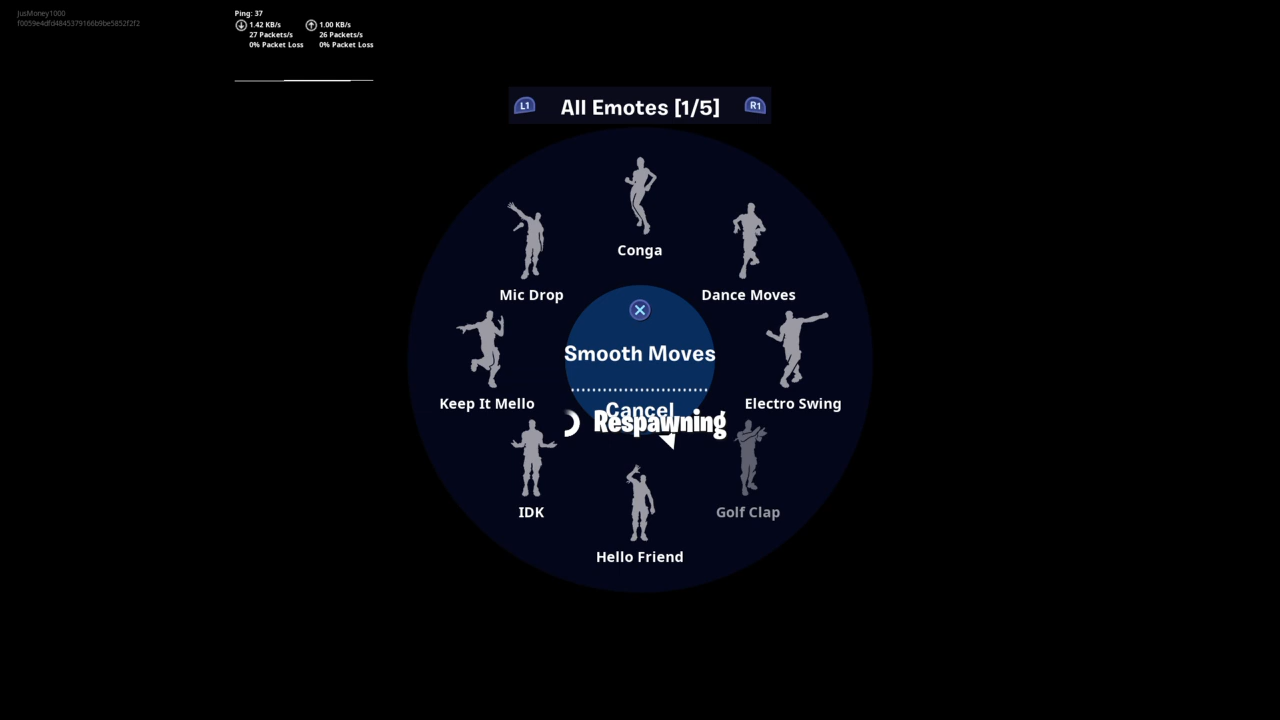 JusMoney1000
f0059e4dfd4845379166b9be5852f2f2
Ping: 37
1.42 KB/s
1.00 KB/s
27 Packets/s
26 Packets/s
0% Packet Loss
0% Packet Loss
L1
All Emotes [1/5]
R1
Conga
Mic Drop
Dance Moves
Smooth Moves
Keep It Mello
Electro Swing
Cancel
Respawning
IDK
Golf Clap
Hello Friend